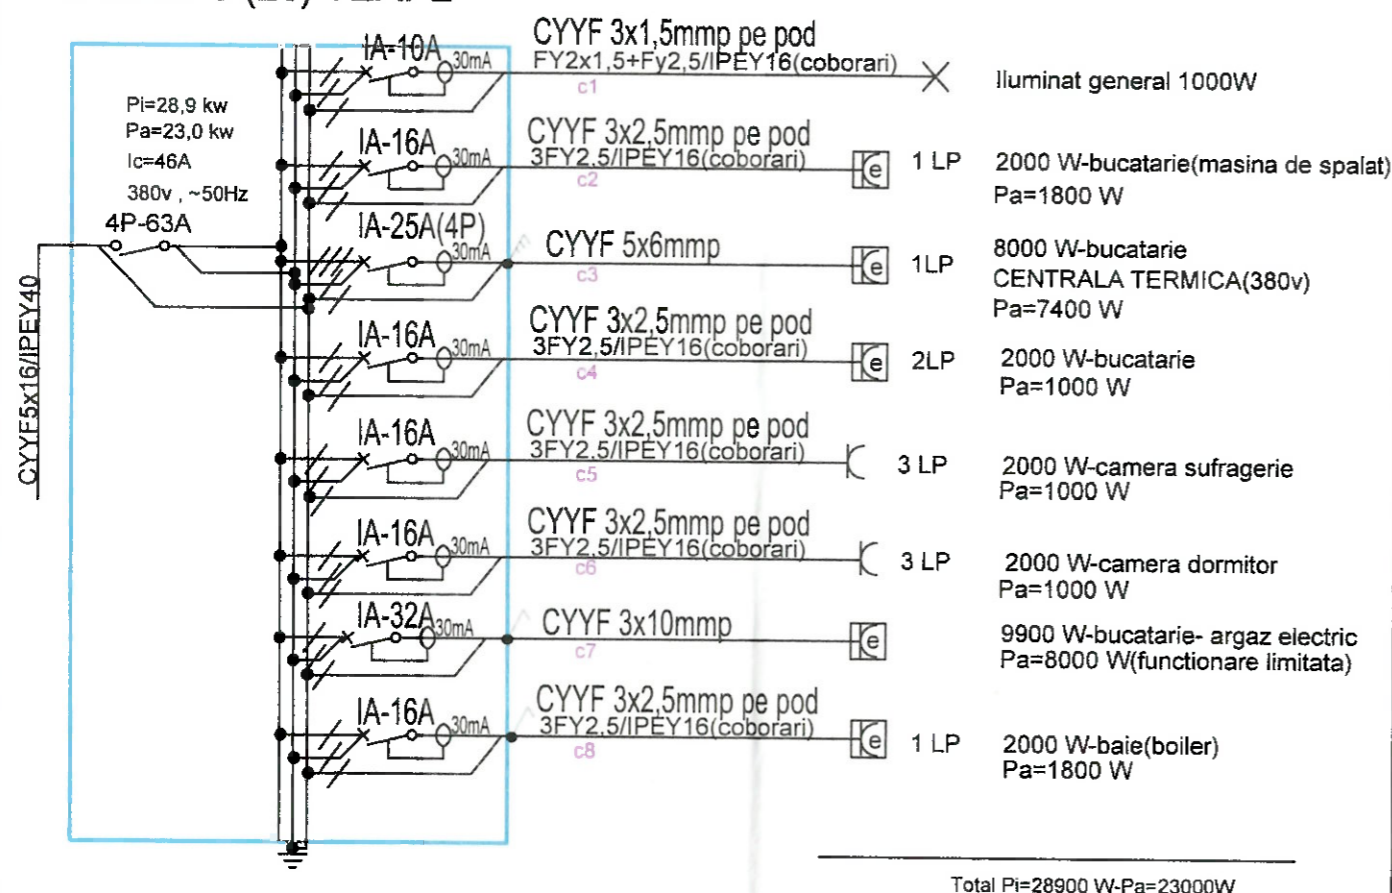 IA-10A
30mA
CYYF 3x1,5mmp pe pod
FY2x1,5+Fy2,5/IPEY16(coborari)
c1
Iluminat general 1000W
Pi=28,9 kw
Pa=23,0 kw
Ic=46A
380v , ~50Hz
4P-63A
CYYF5x16/IPEY40
IA-16A
30mA
CYYF 3x2,5mmp pe pod
3FY2,5/IPEY16(coborari)
c2
e
1 LP
2000 W-bucatarie(masina de spalat)
Pa=1800 W
IA-25A(4P)
30mA
CYYF 5x6mmp
c3
e
1LP
8000 W-bucatarie
CENTRALA TERMICA(380v)
Pa=7400 W
IA-16A
30mA
CYYF 3x2,5mmp pe pod
3FY2,5/IPEY16(coborari)
c4
e
2LP
2000 W-bucatarie
Pa=1000 W
IA-16A
30mA
CYYF 3x2,5mmp pe pod
3FY2,5/IPEY16(coborari)
c5
3 LP
2000 W-camera sufragerie
Pa=1000 W
IA-16A
30mA
CYYF 3x2,5mmp pe pod
3FY2,5/IPEY16(coborari)
c6
3 LP
2000 W-camera dormitor
Pa=1000 W
IA-32A
30mA
CYYF 3x10mmp
c7
e
9900 W-bucatarie- argaz electric
Pa=8000 W(functionare limitata)
IA-16A
30mA
CYYF 3x2,5mmp pe pod
3FY2,5/IPEY16(coborari)
c8
e
1 LP
2000 W-baie(boiler)
Pa=1800 W
Total Pi=28900 W-Pa=23000W